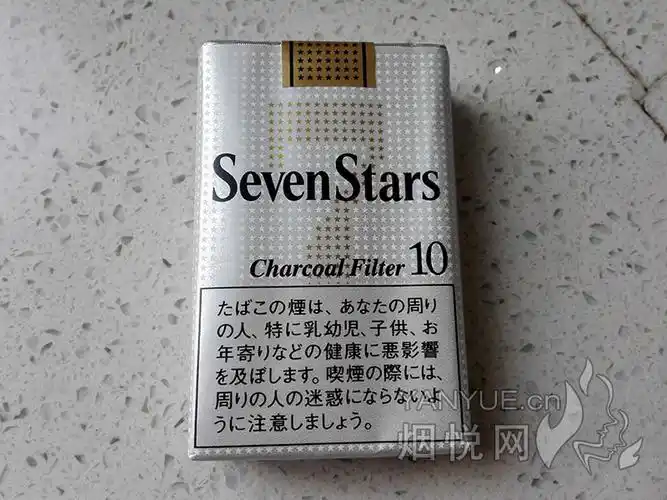 Seven Stars
Charcoal Filter 10
たばこの煙は、あなたの周り
の人、特に乳幼児、子供、お
年寄りなどの健康に悪影響
を及ぼします。喫煙の際には、
周りの人の迷惑にならないよ
うに注意しましょう。
YANYUE.cn
烟悦网